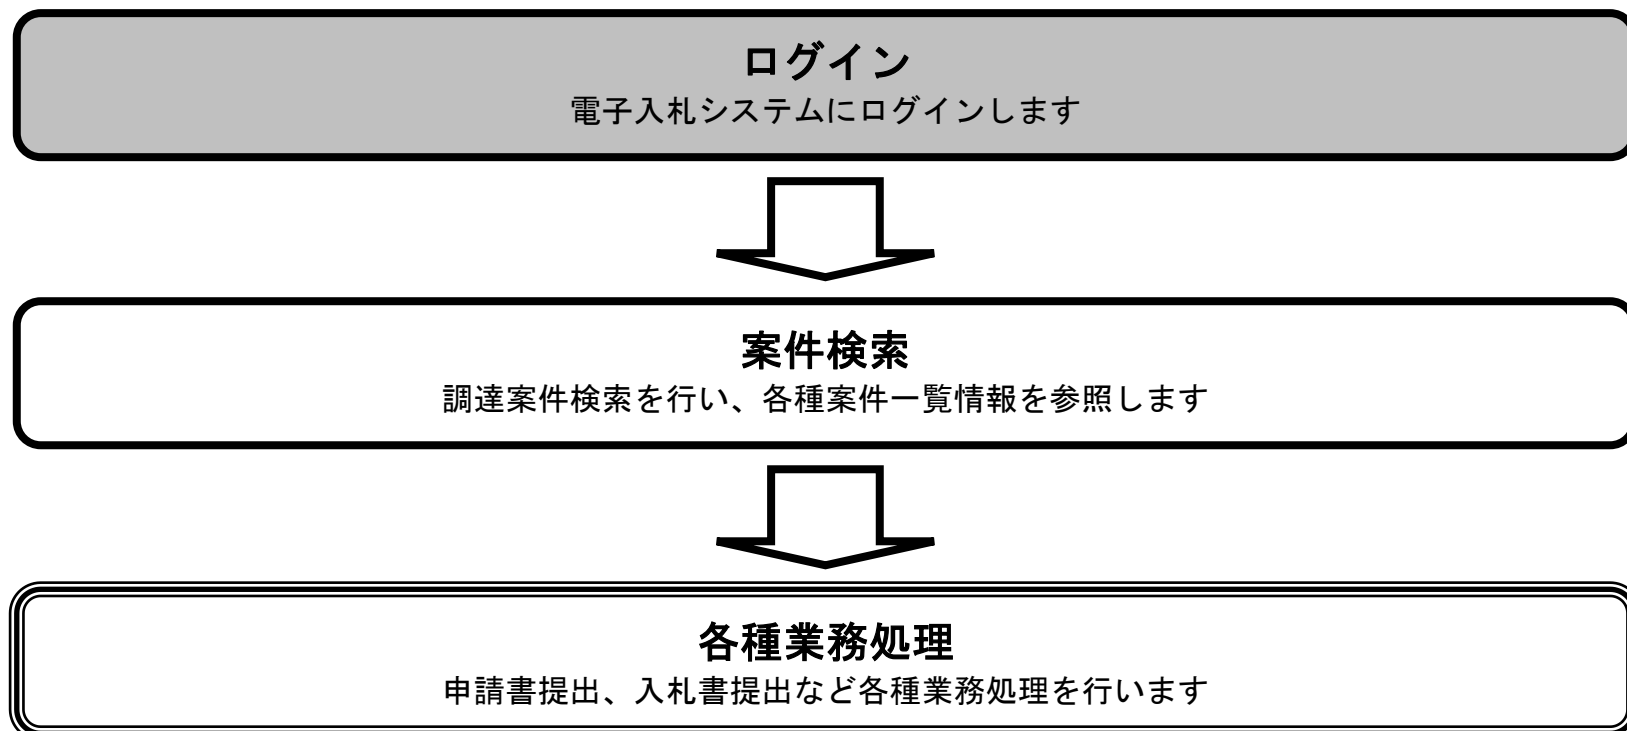 ログイン
電子入札システムにログインします
案件検索
調達案件検索を行い、各種案件一覧情報を参照します
各種業務処理
申請書提出、入札書提出など各種業務処理を行います